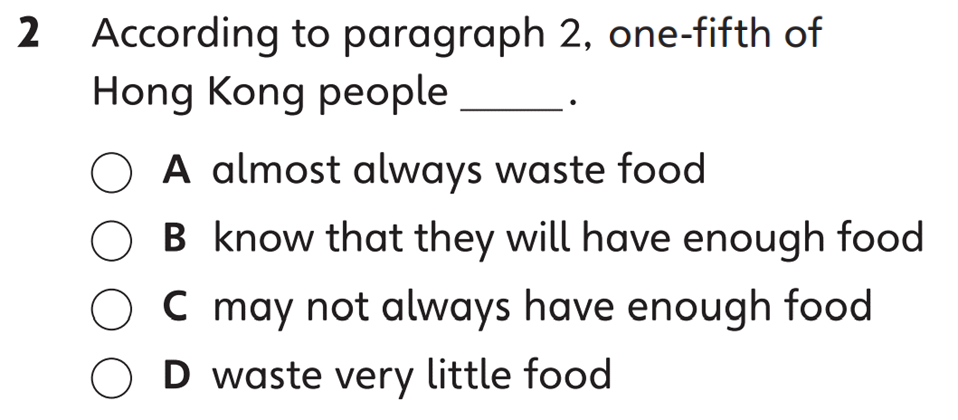 2 According to paragraph 2, one-fifth of
Hong Kong people _____.
A almost always waste food
B know that they will have enough food
C may not always have enough food
D waste very little food